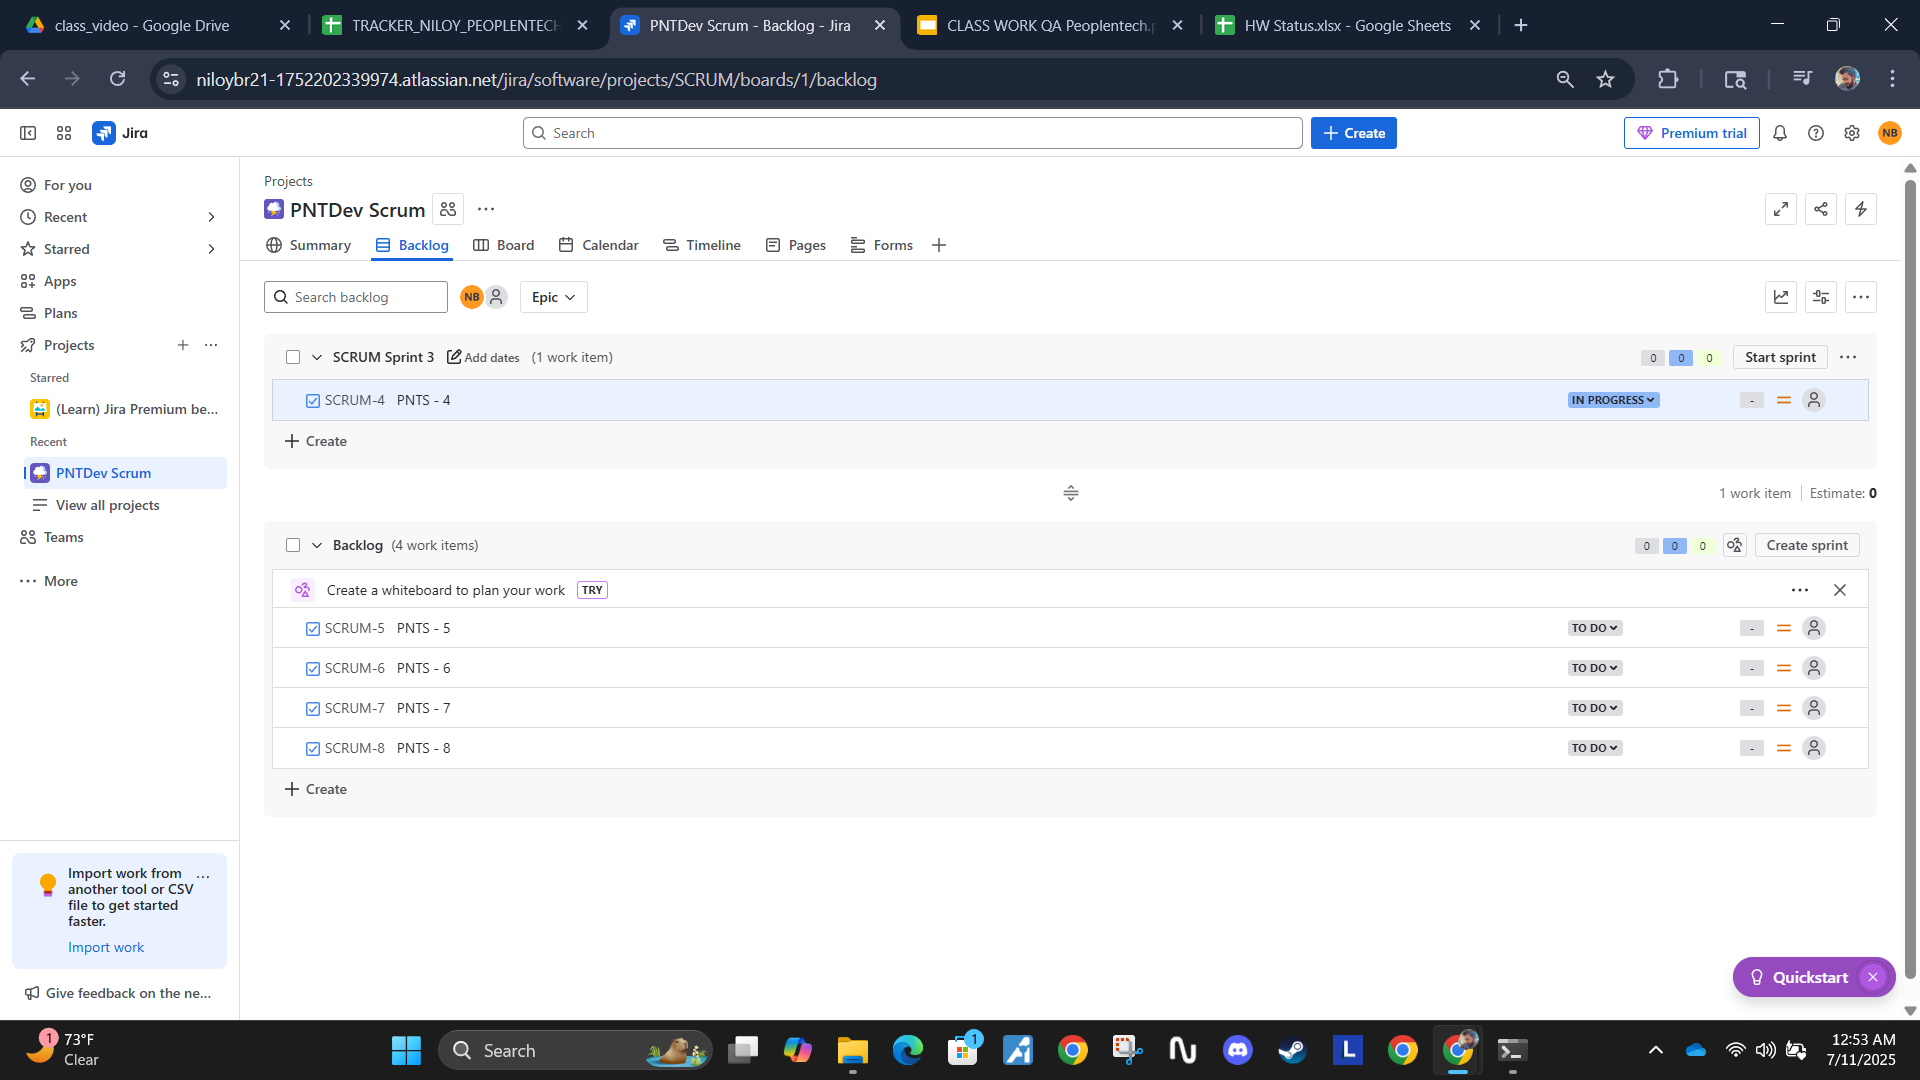 class_video - Google Drive
TRACKER_NILOY_PEOPLENTECH
PNTDev Scrum - Backlog - Jira
CLASS WORK QA Peoplentech.p
HW Status.xlsx - Google Sheets
niloybr21-1752202339974.atlassian.net/jira/software/projects/SCRUM/boards/1/backlog
Jira
Search
Create
Premium trial
NB
For you
Recent
Starred
Apps
Plans
Projects
Starred
(Learn) Jira Premium be...
Recent
PNTDev Scrum
View all projects
Teams
More
Import work from
another tool or CSV
file to get started
faster.
Import work
Give feedback on the ne...
Projects
PNTDev Scrum
Summary
Backlog
Board
Calendar
Timeline
Pages
Forms
Search backlog
NB
Epic
SCRUM Sprint 3 Add dates (1 work item)
0 0 0 Start sprint
SCRUM-4 PNTS - 4 IN PROGRESS -
Create
1 work item Estimate: 0
Backlog (4 work items)
0 0 0 Create sprint
Create a whiteboard to plan your work TRY
SCRUM-5 PNTS - 5 TO DO -
SCRUM-6 PNTS - 6 TO DO -
SCRUM-7 PNTS - 7 TO DO -
SCRUM-8 PNTS - 8 TO DO -
Create
Quickstart
1
73°F
Clear
Search
1
L
12:53 AM
7/11/2025